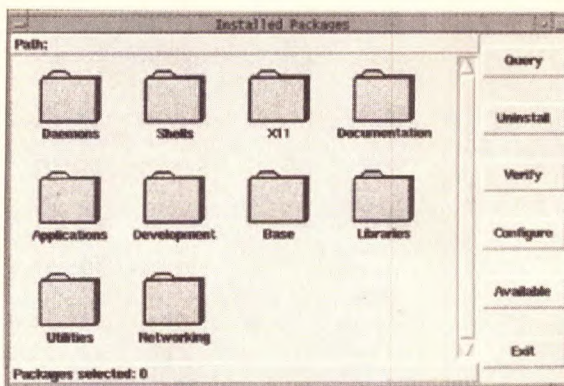 Installed Packages
Path:
Query
Daemons Shells X11 Documentation
Uninstall
Verify
Applications Development Base Libraries
Configure
Available
Utilities Networking
Exit
Packages selected: 0